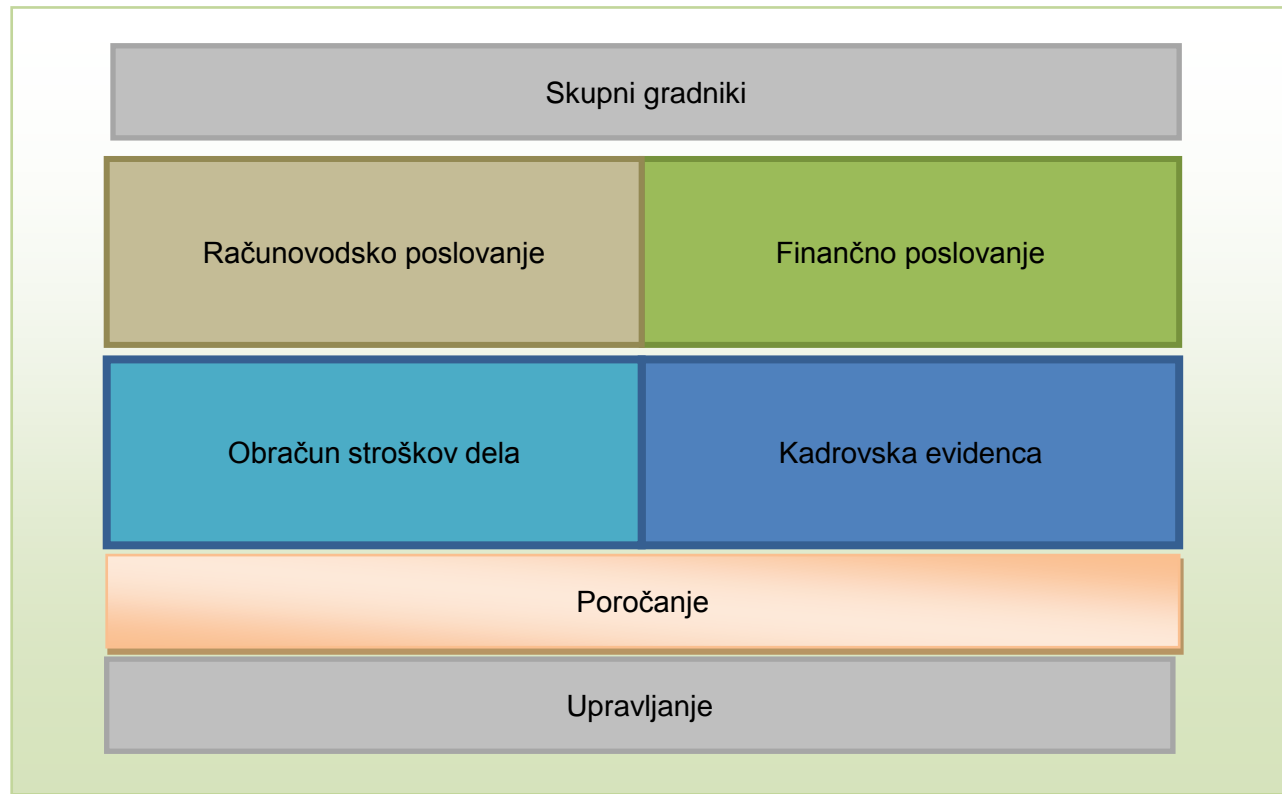 Skupni gradniki
Računovodsko poslovanje
Finančno poslovanje
Obračun stroškov dela
Kadrovska evidenca
Poročanje
Upravljanje